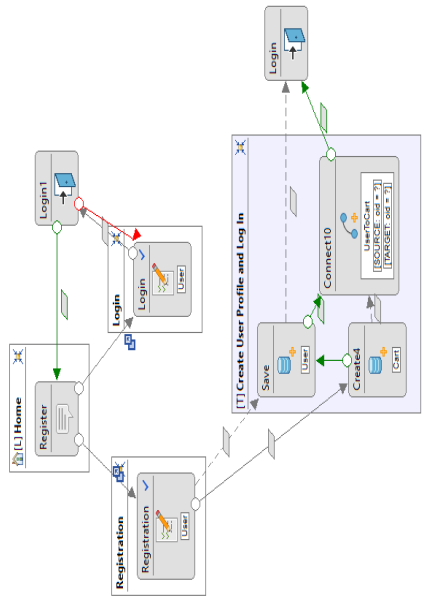 Registration
Registration
User
[L] Home
Register
Login
Login
User
Login1
[T] Create User Profile and Log In
Save
User
Create4
Cart
Connect10
UserToCart
[SOURCE: oid = ?]
[TARGET: oid = ?]
Login